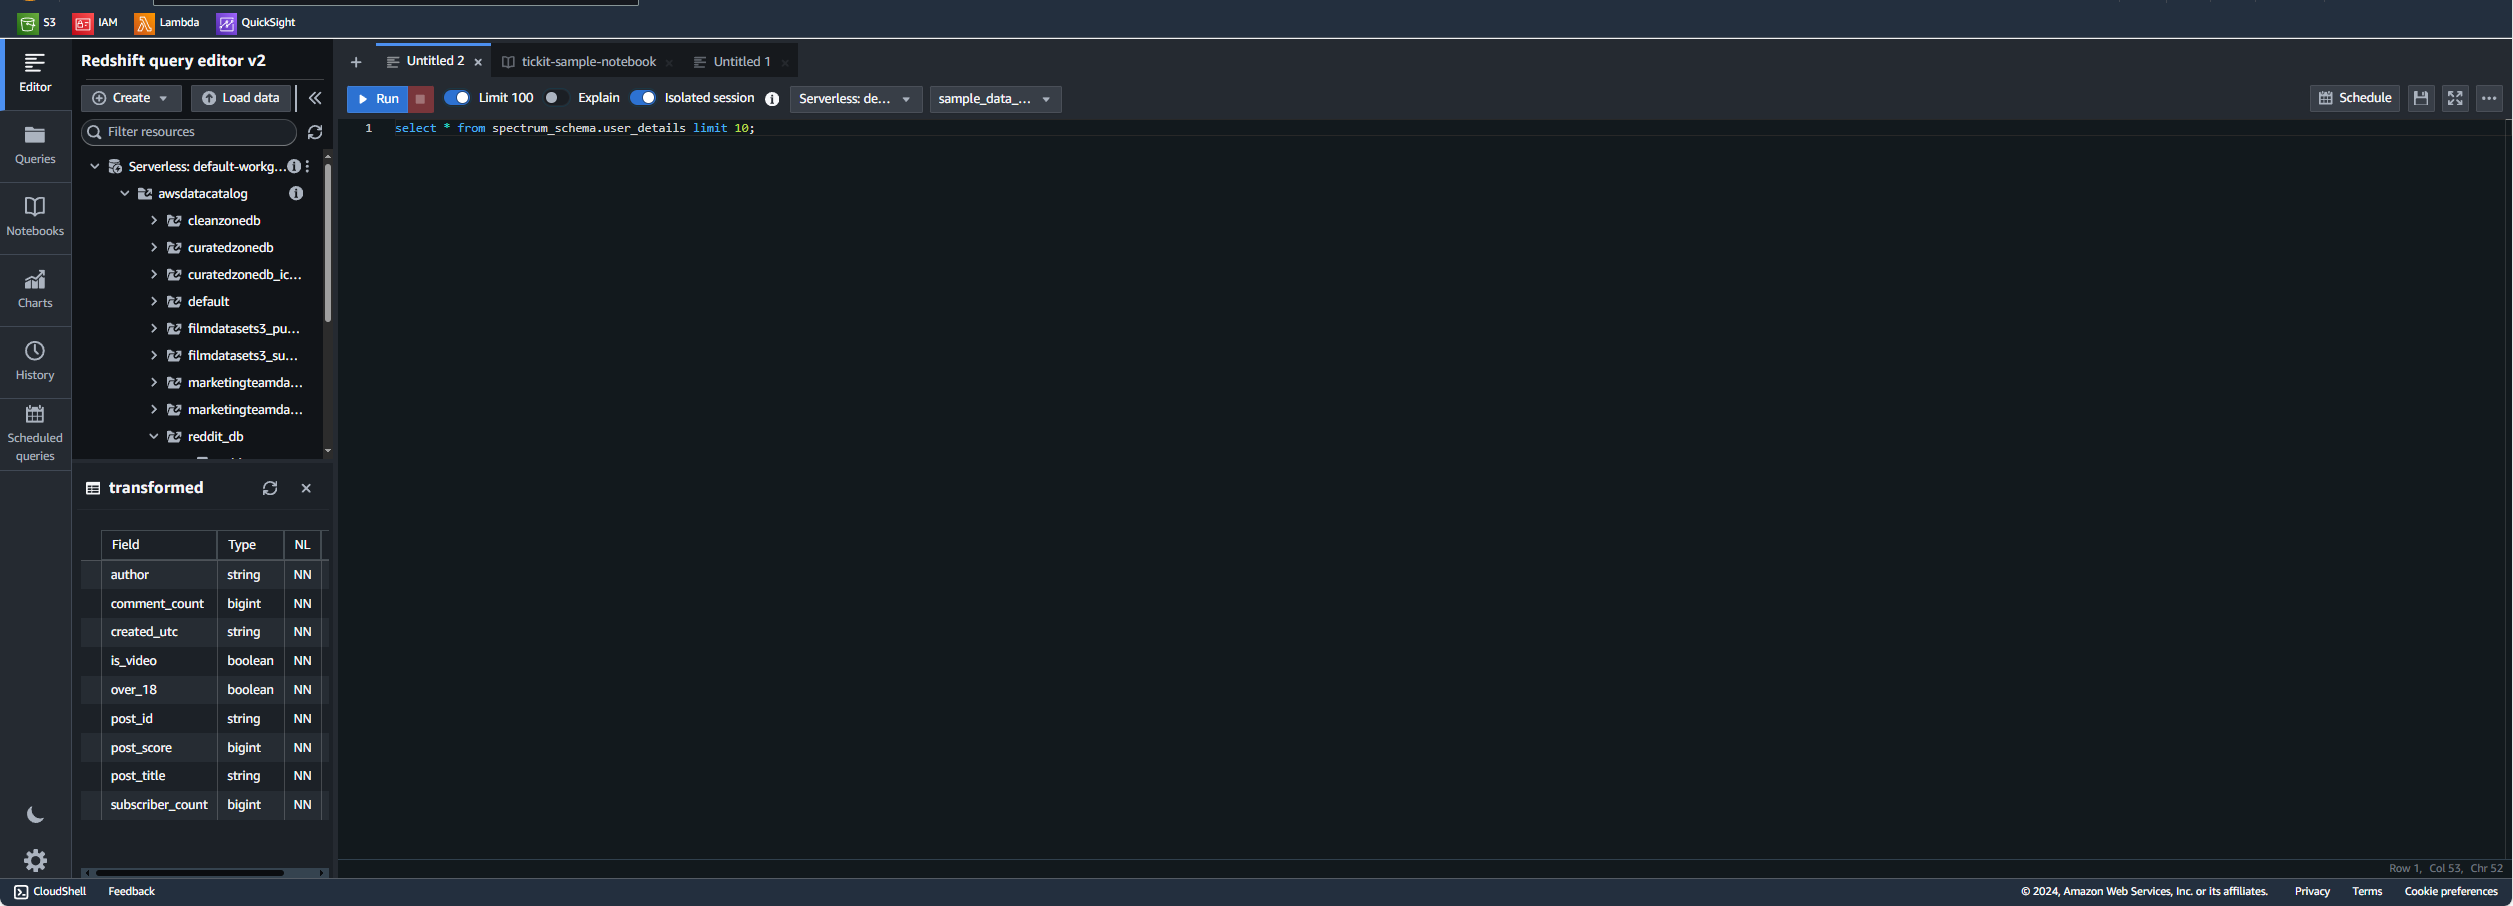 S3 IAM Lambda QuickSight
Editor
Queries
Notebooks
Charts
History
Scheduled
queries
Redshift query editor v2
Create Load data
Filter resources
Serverless: default-workg...
awsdatacatalog
cleanzonedb
curatedzonedb
curatedzonedb_ic...
default
filmdatasets3_pu...
filmdatasets3_su...
marketingteamda...
marketingteamda...
reddit_db
transformed
Field Type NL
author string NN
comment_count bigint NN
created_utc string NN
is_video boolean NN
over_18 boolean NN
post_id string NN
post_score bigint NN
post_title string NN
subscriber_count bigint NN
Untitled 2 tickit-sample-notebook Untitled 1
Run Limit 100 Explain Isolated session Serverless: de... sample_data_... Schedule
1 select * from spectrum_schema.user_details limit 10;
Row 1, Col 53, Chr 52
CloudShell Feedback © 2024, Amazon Web Services, Inc. or its affiliates. Privacy Terms Cookie preferences